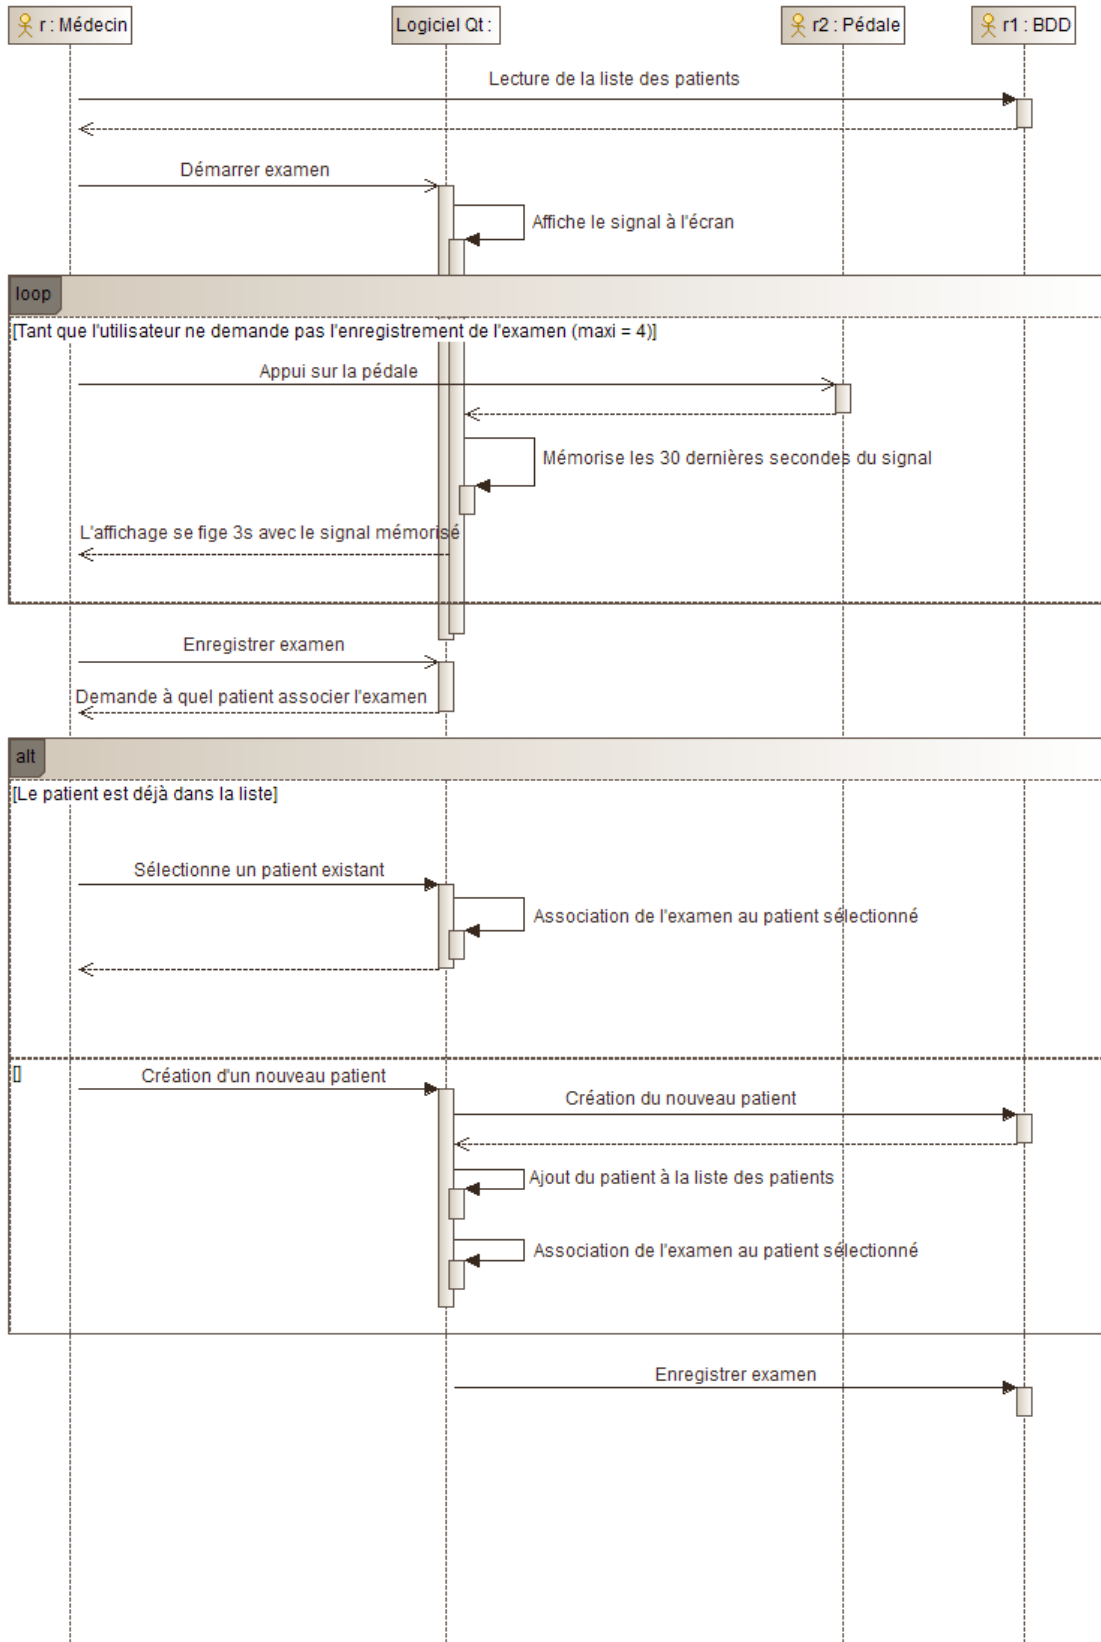 r : Médecin
Logiciel Qt :
r2 : Pédale
r1 : BDD
Lecture de la liste des patients
Démarrer examen
Affiche le signal à l'écran
loop
[Tant que l'utilisateur ne demande pas l'enregistrement de l'examen (maxi = 4)]
Appui sur la pédale
Mémorise les 30 dernières secondes du signal
L'affichage se fige 3s avec le signal mémorisé
Enregistrer examen
Demande à quel patient associer l'examen
alt
[Le patient est déjà dans la liste]
Sélectionne un patient existant
Association de l'examen au patient sélectionné
[]
Création d'un nouveau patient
Création du nouveau patient
Ajout du patient à la liste des patients
Association de l'examen au patient sélectionné
Enregistrer examen